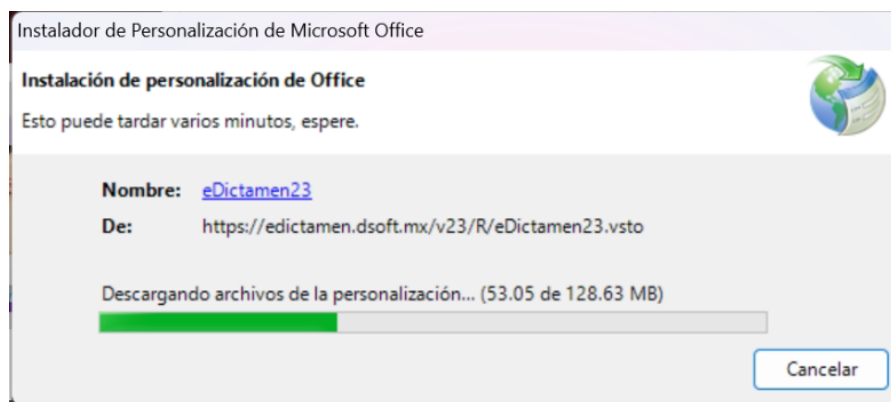 Instalador de Personalización de Microsoft Office
Instalación de personalización de Office
Esto puede tardar varios minutos, espere.
Nombre: eDictamen23
De: https://edictamen.dsoft.mx/v23/R/eDictamen23.vsto
Descargando archivos de la personalización... (53.05 de 128.63 MB)
Cancelar